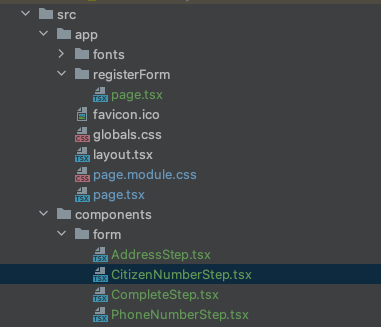 src
app
fonts
registerForm
TSX page.tsx
favicon.ico
CSS globals.css
TSX layout.tsx
CSS page.module.css
TSX page.tsx
components
form
TSX AddressStep.tsx
TSX CitizenNumberStep.tsx
TSX CompleteStep.tsx
TSX PhoneNumberStep.tsx